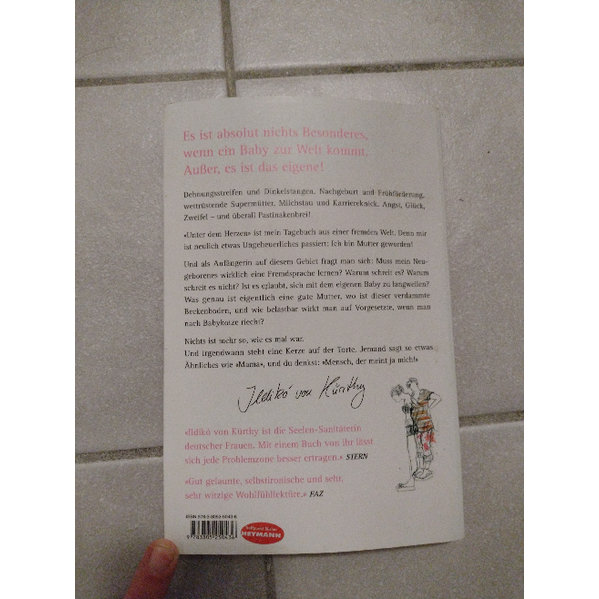 Es ist absolut nichts Besonderes,
wenn ein Baby zur Welt kommt.
Außer, es ist das eigene!
Dehnungsstreifen und Dinkelstangen, Nachgeburt und Frühförderung,
wettrüstende Supermütter, Milchstau und Karriereknick. Angst, Glück,
Zweifel – und überall Pastinakenbrei!
«Unter dem Herzen» ist mein Tagebuch aus einer fremden Welt. Denn mir
ist neulich etwas Ungeheuerliches passiert: Ich bin Mutter geworden!
Und als Anfängerin auf diesem Gebiet fragt man sich: Muss mein Neu-
geborenes wirklich eine Fremdsprache lernen? Warum schreit es? Warum
schreit es nicht? Ist es erlaubt, sich mit dem eigenen Baby zu langweilen?
Was genau ist eigentlich eine gute Mutter, wo ist dieser verdammte
Beckenboden, und wie belastbar wirkt man auf Vorgesetzte, wenn man
nach Babykotze riecht?
Nichts ist mehr so, wie es mal war.
Und irgendwann steht eine Kerze auf der Torte. Jemand sagt so etwas
Ähnliches wie «Mama», und du denkst: «Mensch, der meint ja mich!»
Ildikó von Kürthy
«Ildikó von Kürthy ist die Seelen-Sanitäterin
deutscher Frauen. Mit einem Buch von ihr lässt
sich jede Problemzone besser ertragen.» STERN
«Gut gelaunte, selbstironische und sehr,
sehr witzige Wohlfühllektüre.» FAZ
HEYMANN